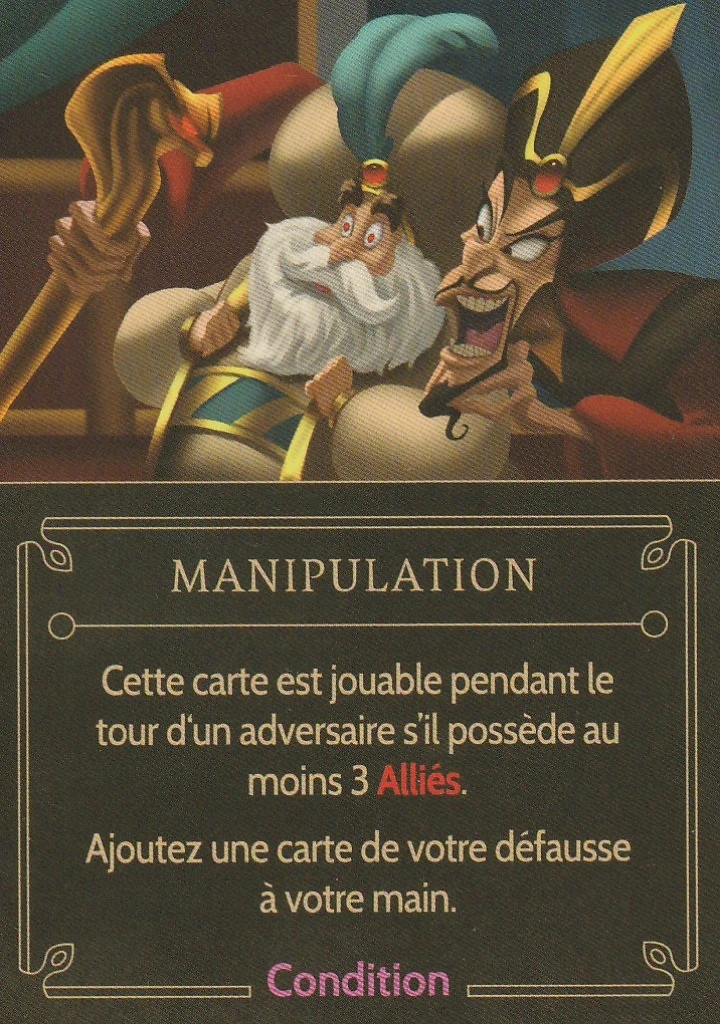 MANIPULATION
Cette carte est jouable pendant le
tour d‘un adversaire s’il possède au
moins 3 Alliés.
Ajoutez une carte de votre défausse
à votre main.
Condition